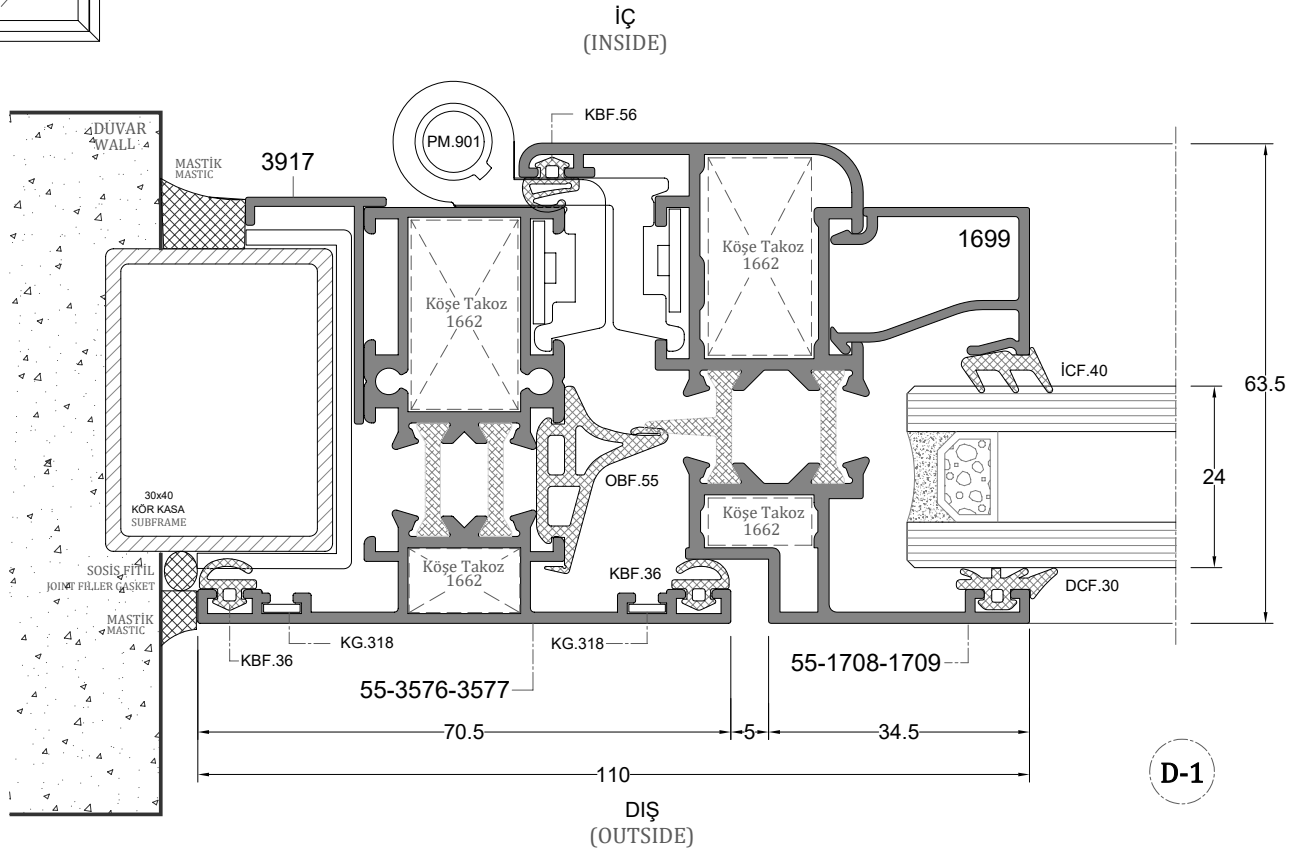 İÇ
(INSIDE)
KBF.56
DUVAR
WALL
PM.901
MASTİK
MASTIC
3917
1699
Köşe Takoz
1662
Köşe Takoz
1662
İCF.40
63.5
24
OBF.55
30x40
KÖR KASA
SUBFRAME
Köşe Takoz
1662
SOSİS FİTİL
JOINT FILLER GASKET
Köşe Takoz
1662
KBF.36
DCF.30
MASTİK
MASTIC
KG.318
KG.318
KBF.36
55-1708-1709
55-3576-3577
70.5
5
34.5
110
D-1
DIŞ
(OUTSIDE)